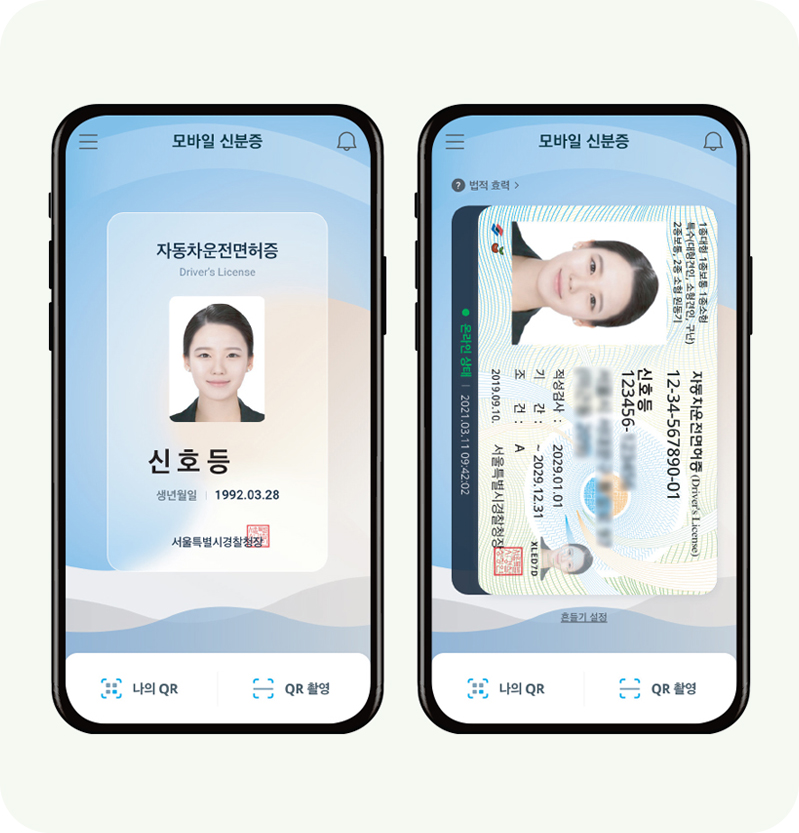 모바일 신분증
자동차운전면허증
Driver's License
신호등
생년월일 | 1992.03.28
서울특별시경찰청장
나의 QR
QR 촬영
모바일 신분증
? 법적 효력 >
1종대형 1종보통 1종소형
특수(대형견인, 소형견인, 구난)
2종보통, 2종 소형 원동기
자동차운전면허증 (Driver's License)
12-34-567890-01
신호등
123456-
적성검사 : 2029.01.01
기 간 : ~ 2029.12.31
조 건 : A
XLED7D
2019.09.10. 서울특별시경찰청장
온라인 상태 | 2021.03.11 09:42:02
흔들기 설정
나의 QR
QR 촬영